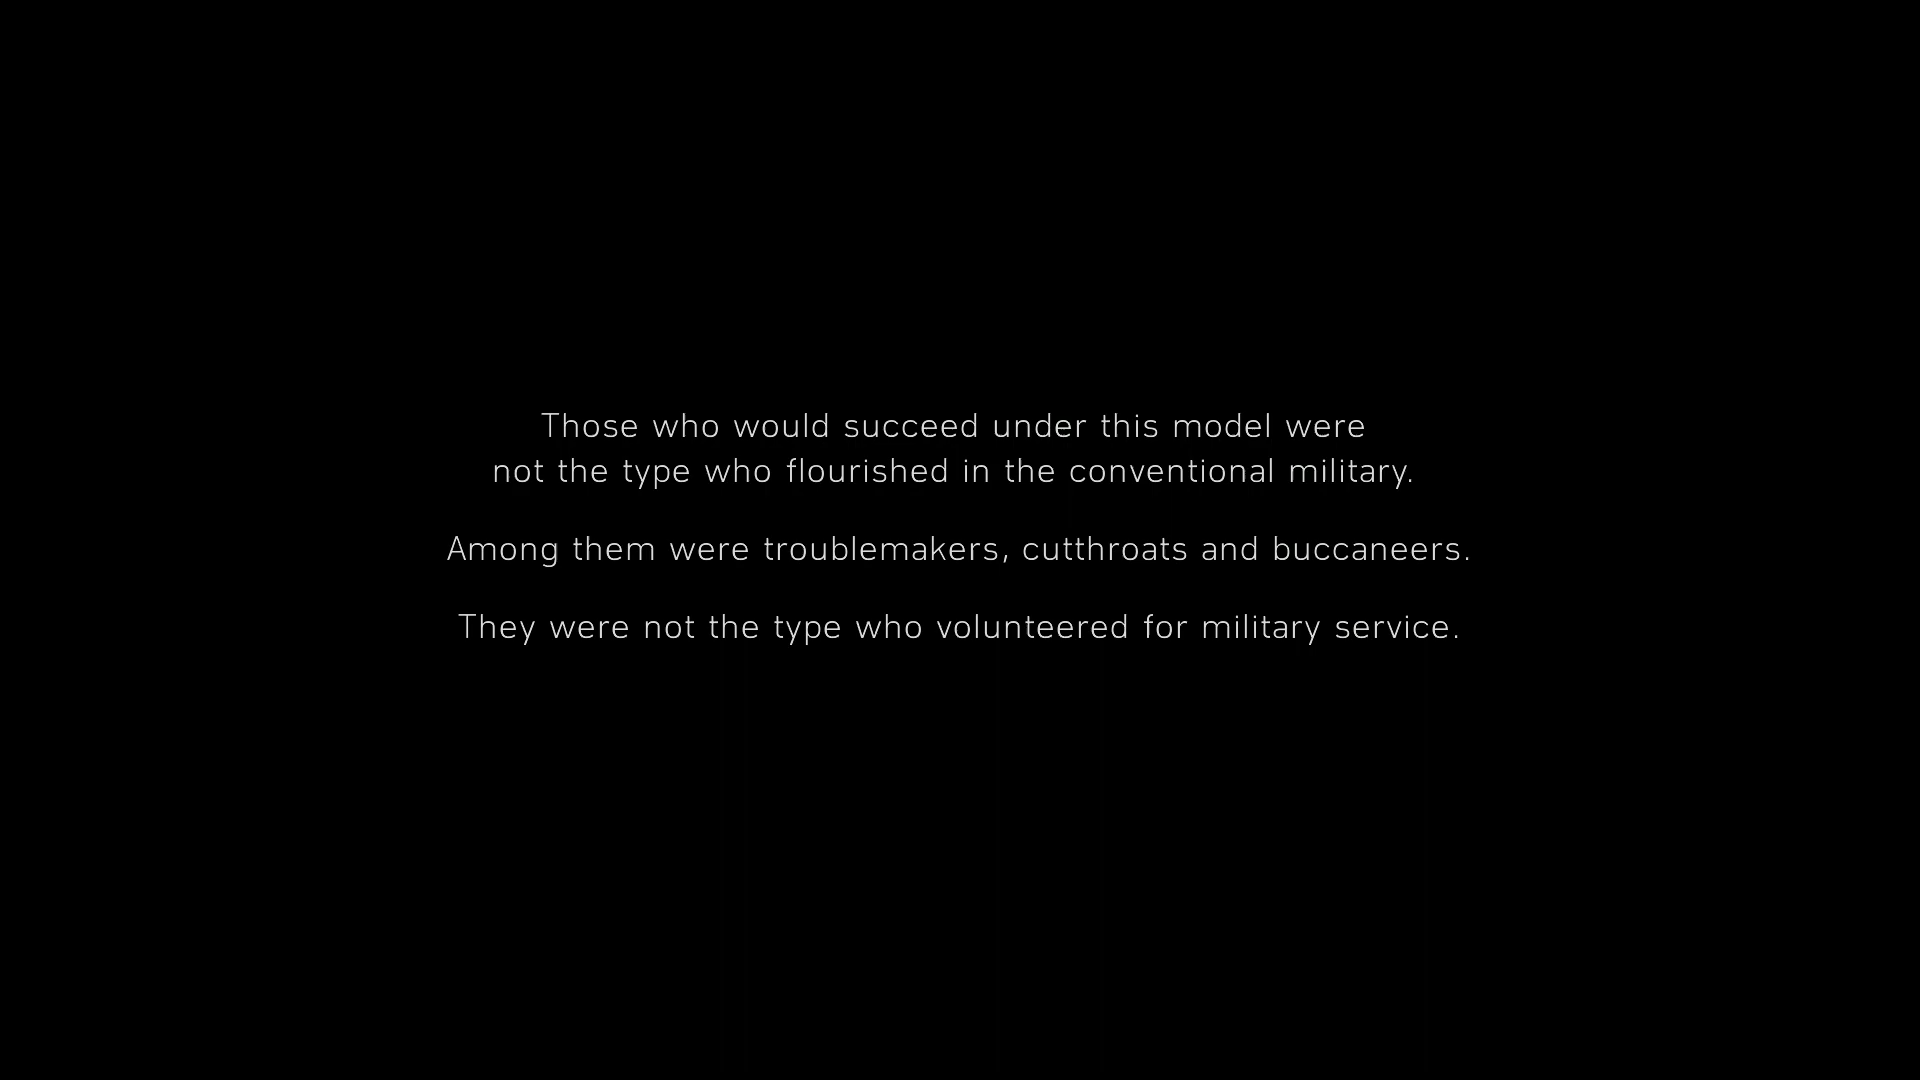 Those who would succeed under this model were
not the type who flourished in the conventional military.
Among them were troublemakers, cutthroats and buccaneers.
They were not the type who volunteered for military service.